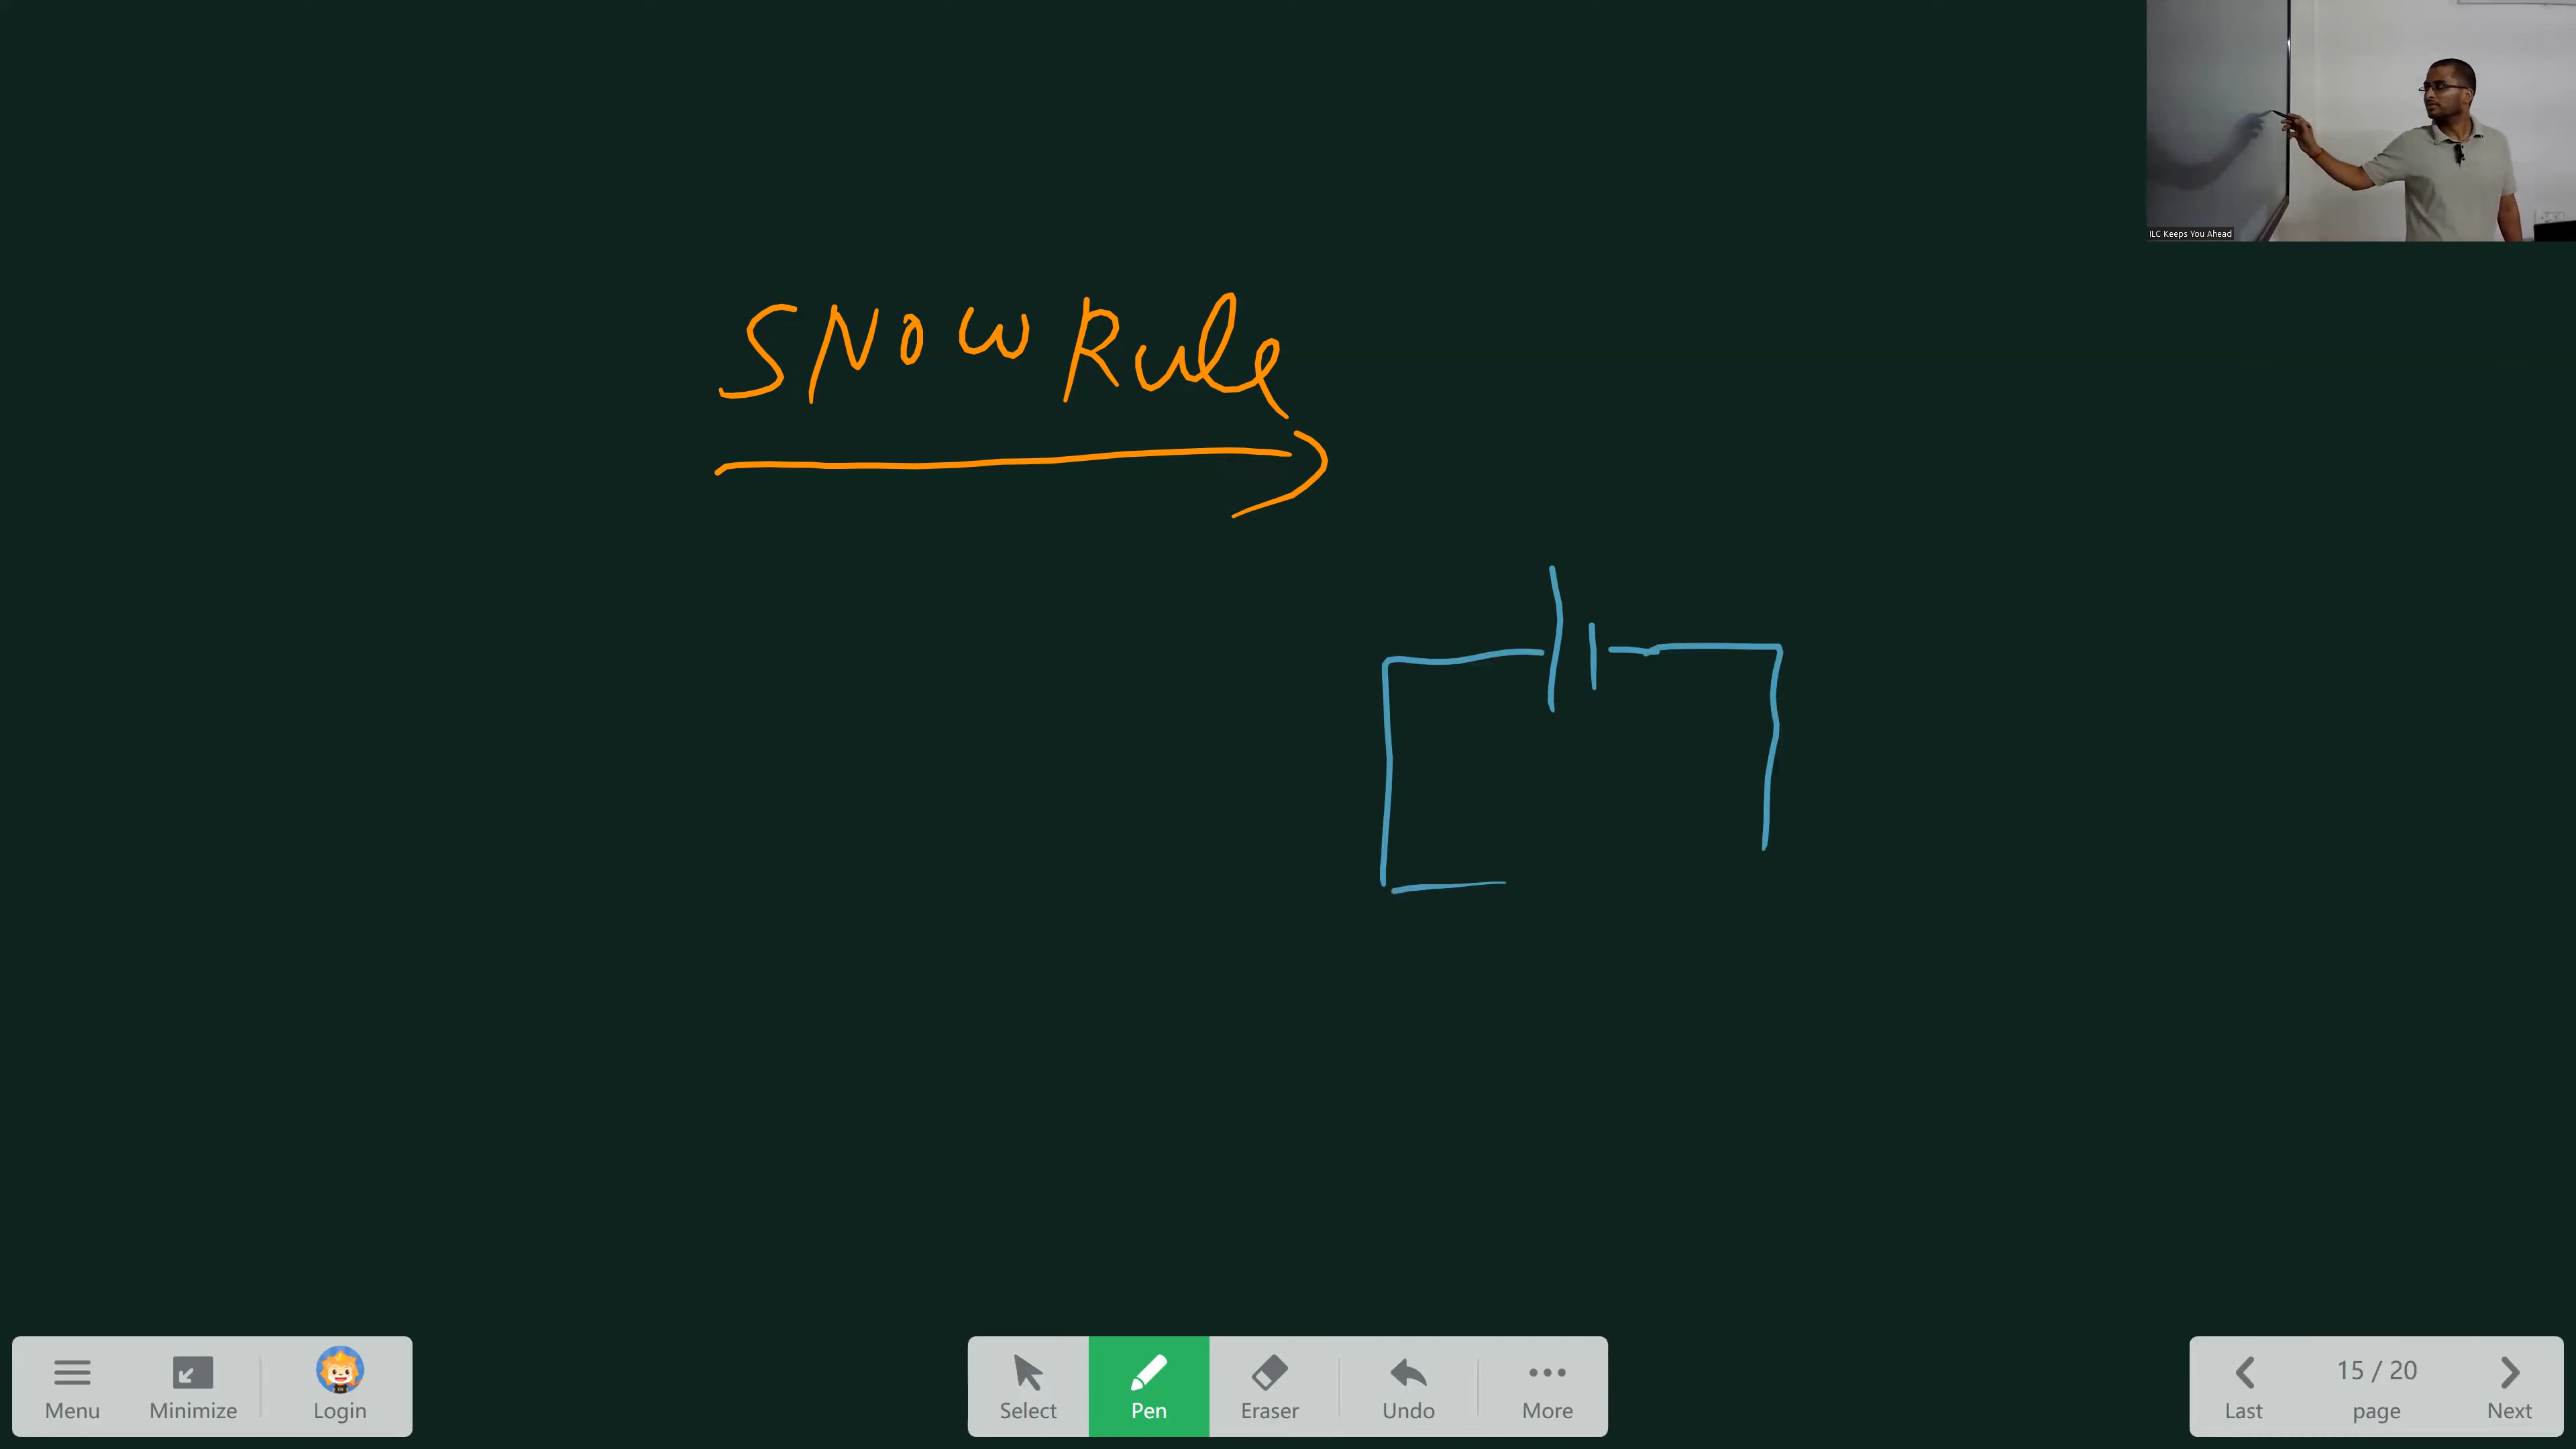 ILC Keeps You Ahead
SNOW Rule
Menu
Minimize
Login
Select
Pen
Eraser
Undo
More
Last
15 / 20
page
Next